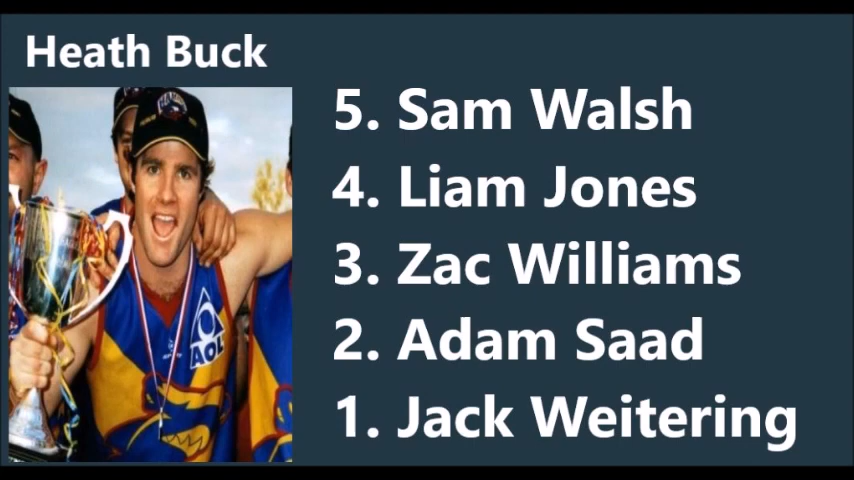 Heath Buck
5. Sam Walsh
4. Liam Jones
3. Zac Williams
2. Adam Saad
1. Jack Weitering
AOL